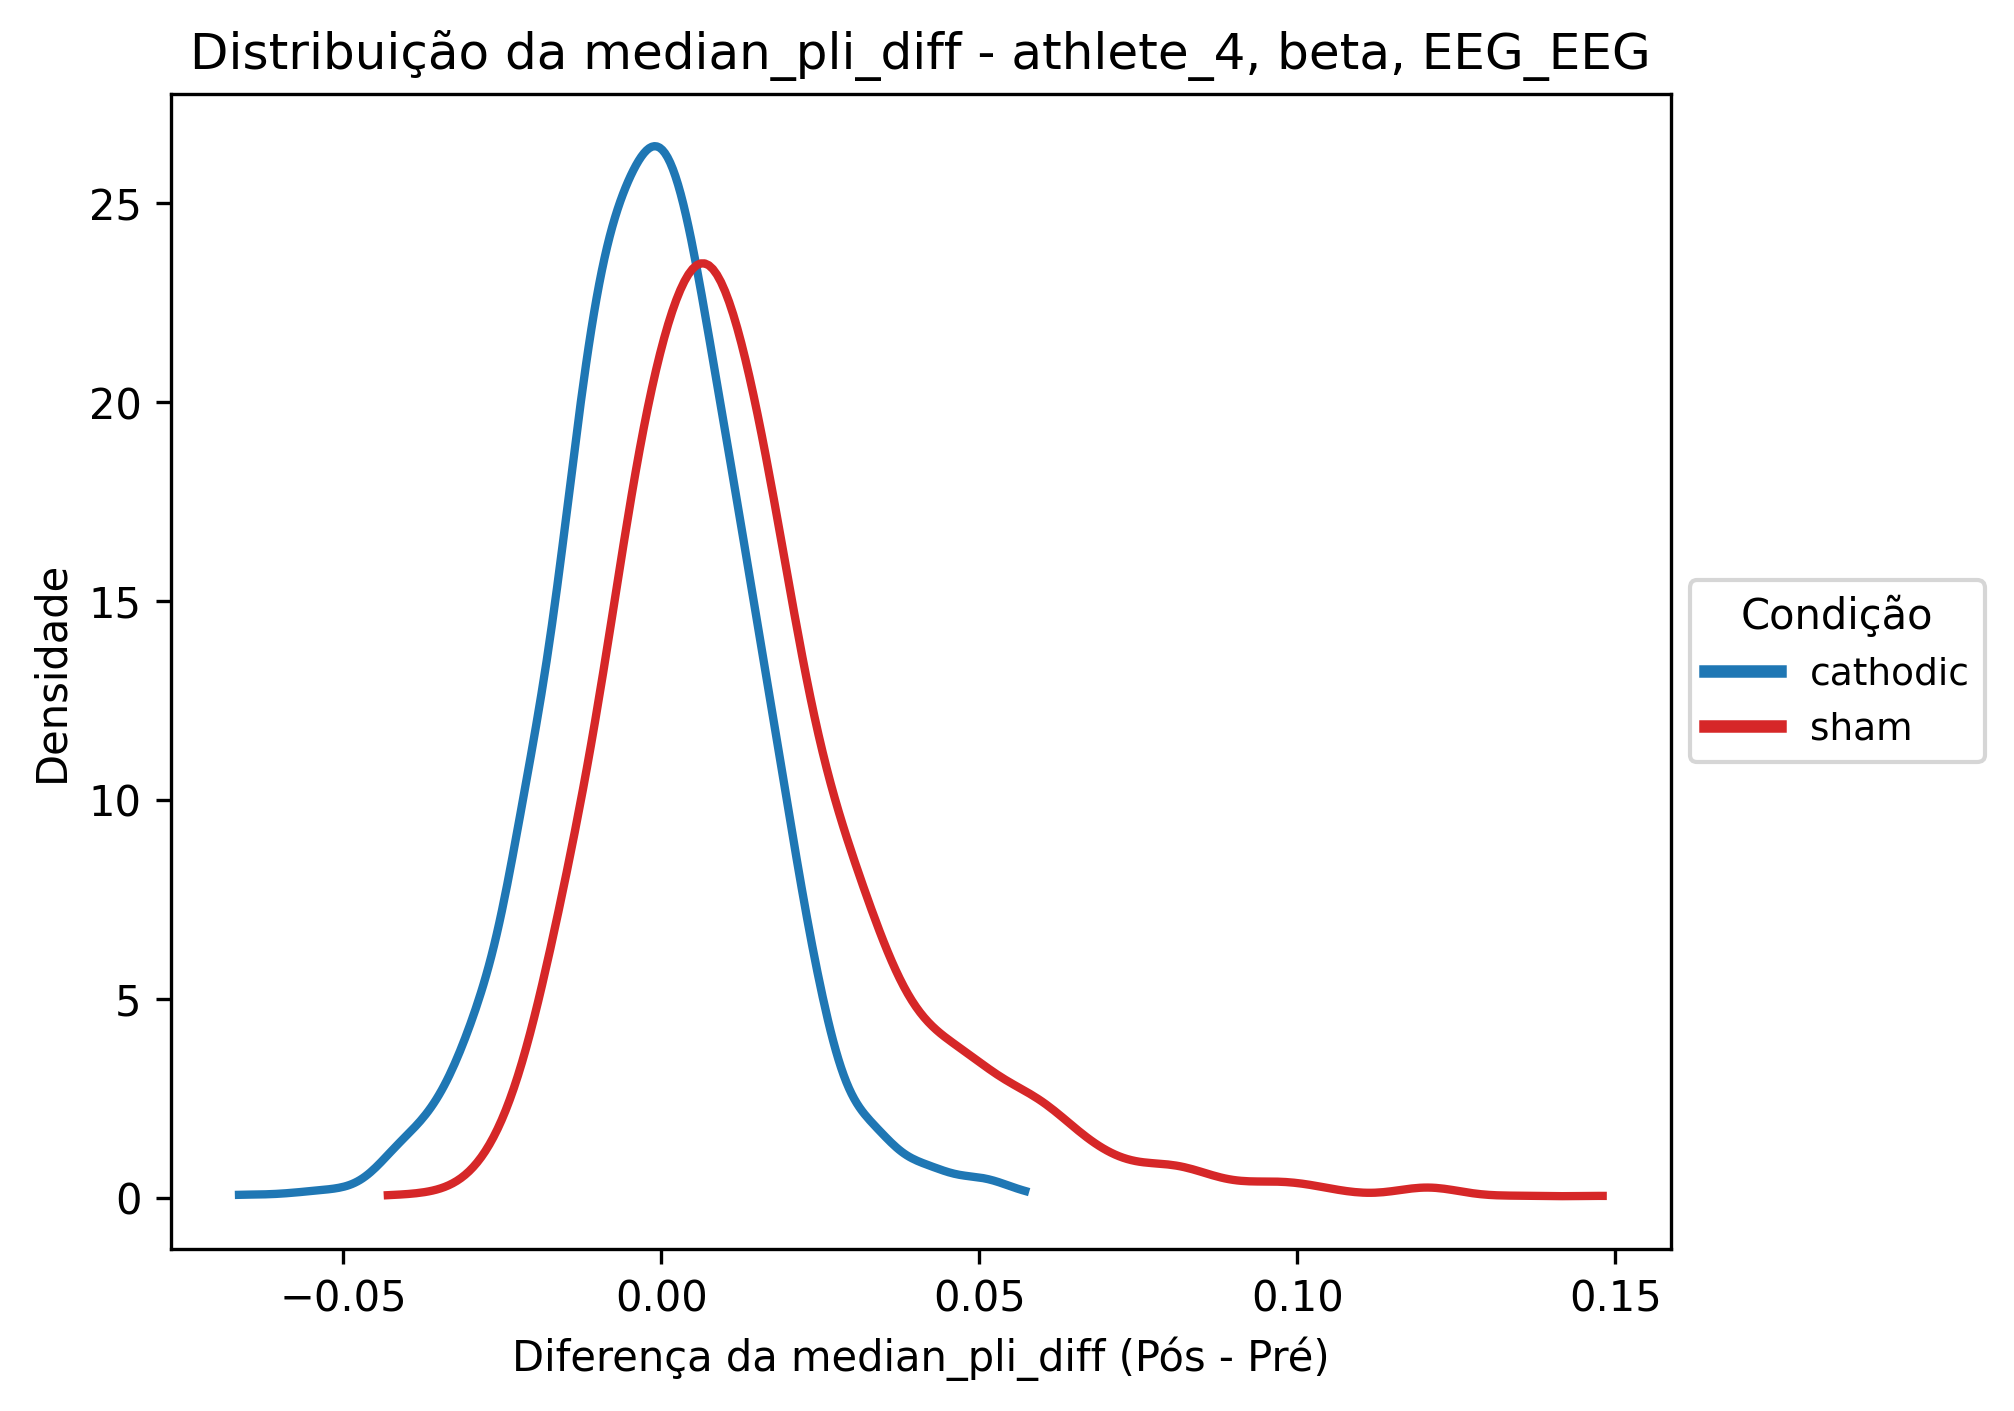 Distribuição da median_pli_diff - athlete_4, beta, EEG_EEG
Densidade
25
20
15
10
5
0
−0.05
0.00
0.05
0.10
0.15
Diferença da median_pli_diff (Pós - Pré)
Condição
cathodic
sham